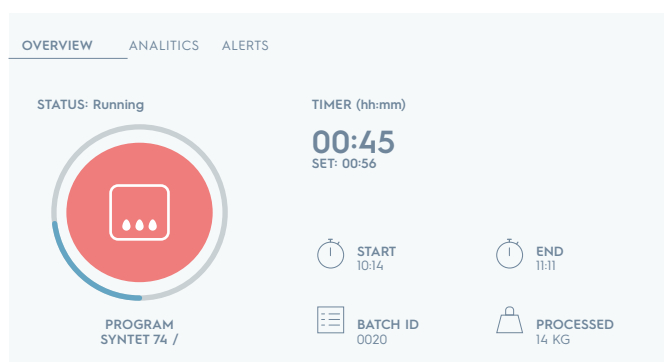 OVERVIEW ANALITICS ALERTS
STATUS: Running
TIMER (hh:mm)
00:45
SET: 00:56
START
10:14
END
11:11
BATCH ID
0020
PROCESSED
14 KG
PROGRAM
SYNTET 74 /